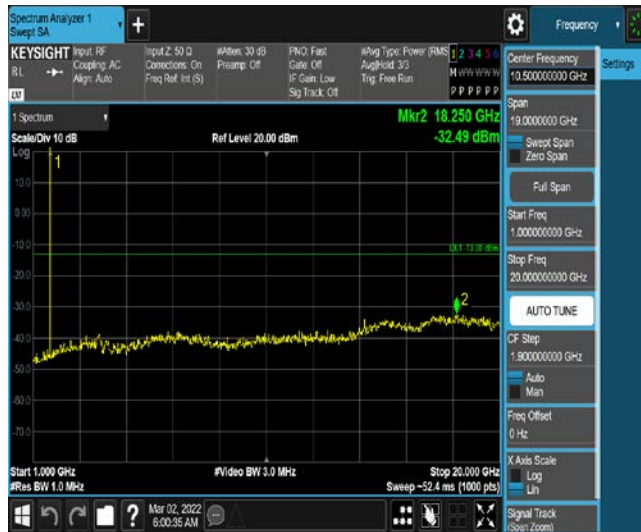 Spectrum Analyzer 1
Swept SA
Frequency
KEYSIGHT
RL
Input: RF
Coupling: AC
Align: Auto
Input Z: 50 Ω
Corrections: On
Freq Ref: Int (S)
#Atten: 30 dB
Preamp: Off
PNO: Fast
Gate: Off
IF Gain: Low
Sig Track: Off
#Avg Type: Power (RMS
Avg|Hold: 3/3
Trig: Free Run
1 2 3 4 5 6
M W W W W W
P P P P P P
LXI
1 Spectrum
Scale/Div 10 dB
Ref Level 20.00 dBm
Mkr2 18.250 GHz
-32.49 dBm
Log
1
10.0
0.00
-10.0
DL1 -13.00 dBm
-20.0
-30.0
2
-40.0
-50.0
-60.0
-70.0
Start 1.000 GHz
#Res BW 1.0 MHz
#Video BW 3.0 MHz
Stop 20.000 GHz
Sweep ~52.4 ms (1000 pts)
Mar 02, 2022
6:00:35 AM
Center Frequency
10.500000000 GHz
Settings
Span
19.0000000 GHz
Swept Span
Zero Span
Full Span
Start Freq
1.000000000 GHz
Stop Freq
20.000000000 GHz
AUTO TUNE
CF Step
1.900000000 GHz
Auto
Man
Freq Offset
0 Hz
X Axis Scale
Log
Lin
Signal Track
(Span Zoom)